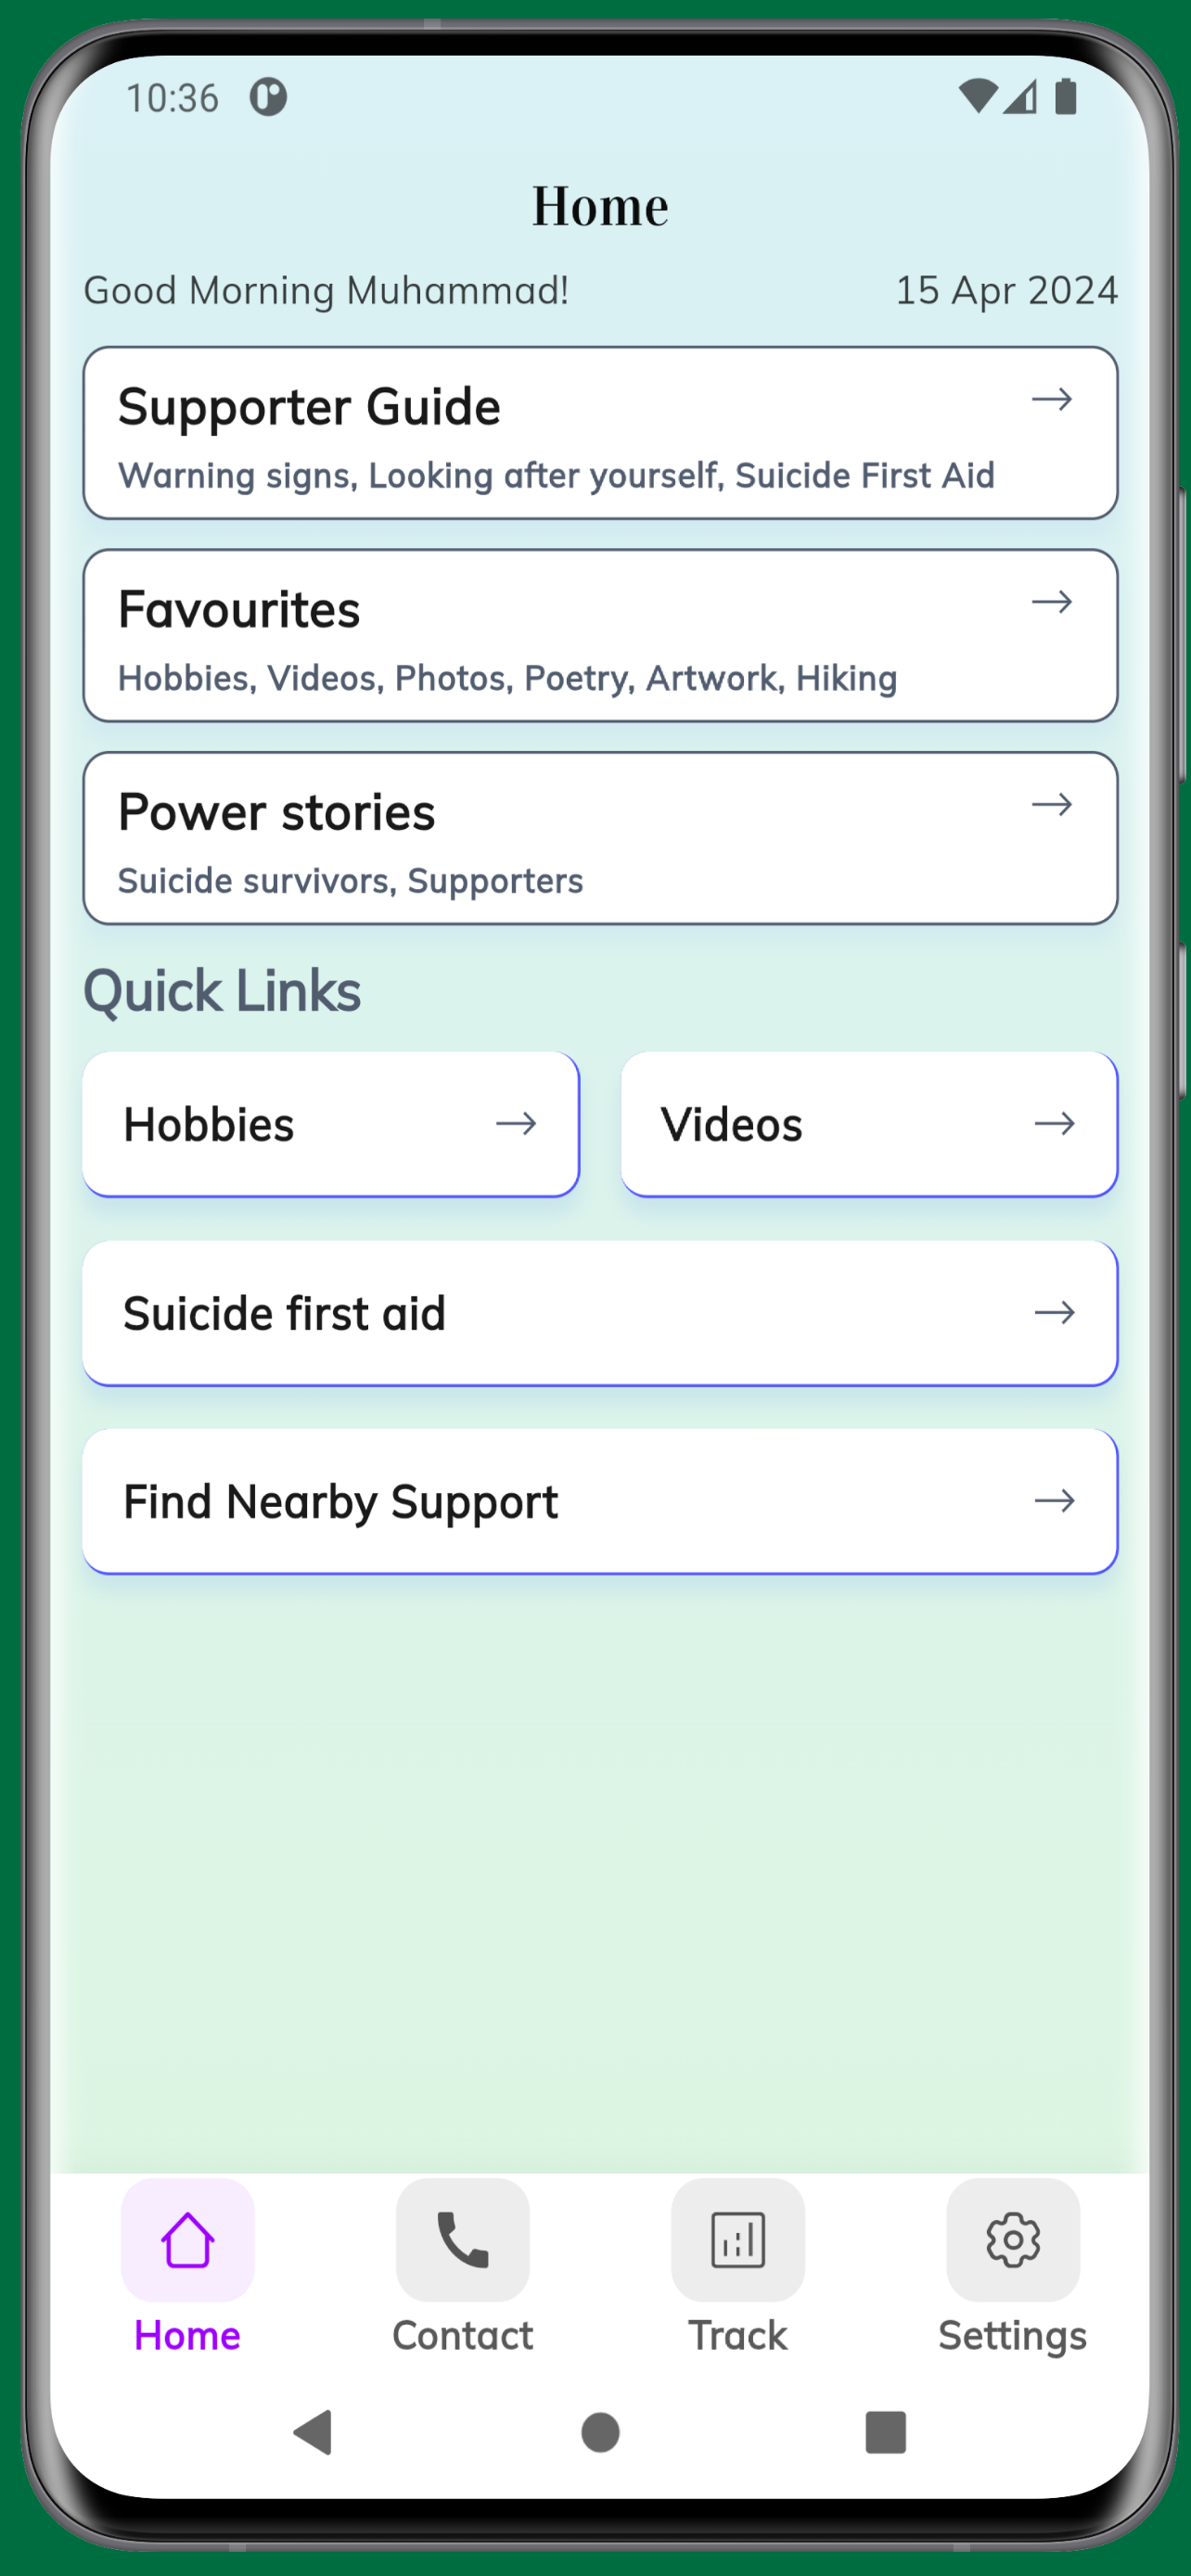 10:36
Home
Good Morning Muhammad! 15 Apr 2024
Supporter Guide
Warning signs, Looking after yourself, Suicide First Aid
Favourites
Hobbies, Videos, Photos, Poetry, Artwork, Hiking
Power stories
Suicide survivors, Supporters
Quick Links
Hobbies Videos
Suicide first aid
Find Nearby Support
Home Contact Track Settings